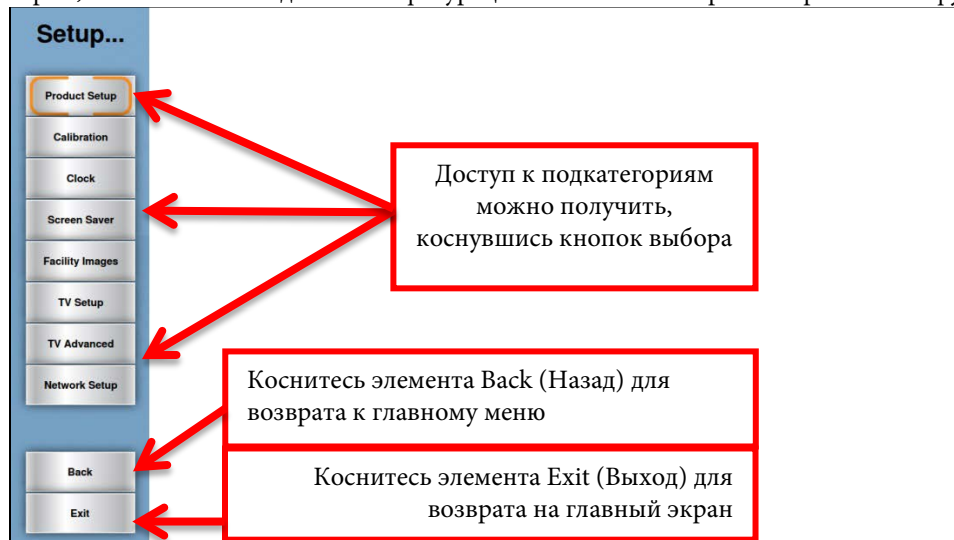 Setup...
Product Setup
Calibration
Clock
Screen Saver
Facility Images
TV Setup
TV Advanced
Network Setup
Back
Exit
Доступ к подкатегориям
можно получить,
коснувшись кнопок выбора
Коснитесь элемента Back (Назад) для
возврата к главному меню
Коснитесь элемента Exit (Выход) для
возврата на главный экран